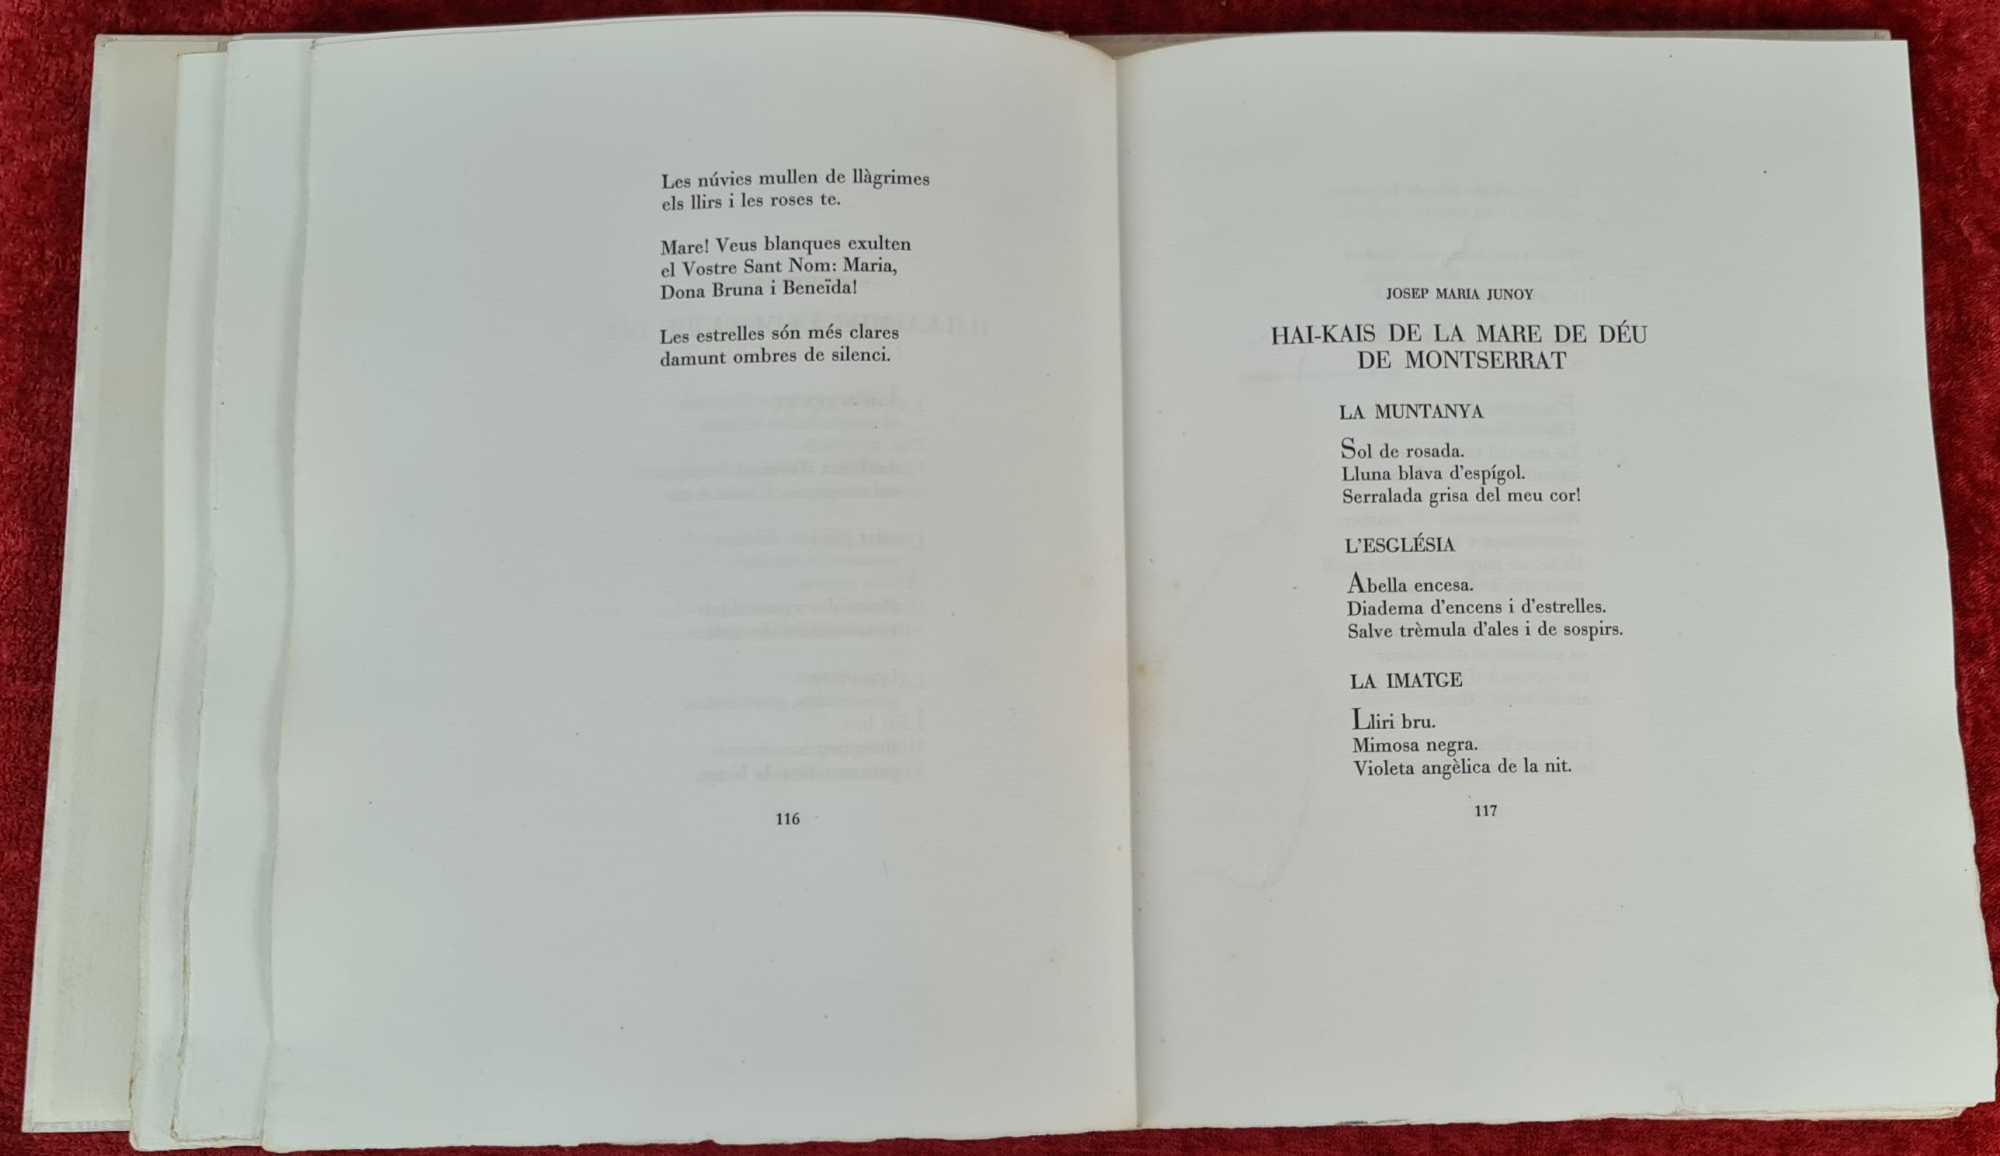 Les núvies mullen de llàgrimes
els llirs i les roses te.
Mare! Veus blanques exulten
el Vostre Sant Nom: Maria,
Dona Bruna i Beneïda!
Les estrelles són més clares
damunt ombres de silenci.
116
JOSEP MARIA JUNOY
HAI-KAIS DE LA MARE DE DÉU
DE MONTSERRAT
LA MUNTANYA
Sol de rosada.
Lluna blava d'espígol.
Serralada grisa del meu cor!
L'ESGLÉSIA
Abella encesa.
Diadema d'encens i d'estrelles.
Salve trèmula d'ales i de sospirs.
LA IMATGE
Lliri bru.
Mimosa negra.
Violeta angèlica de la nit.
117